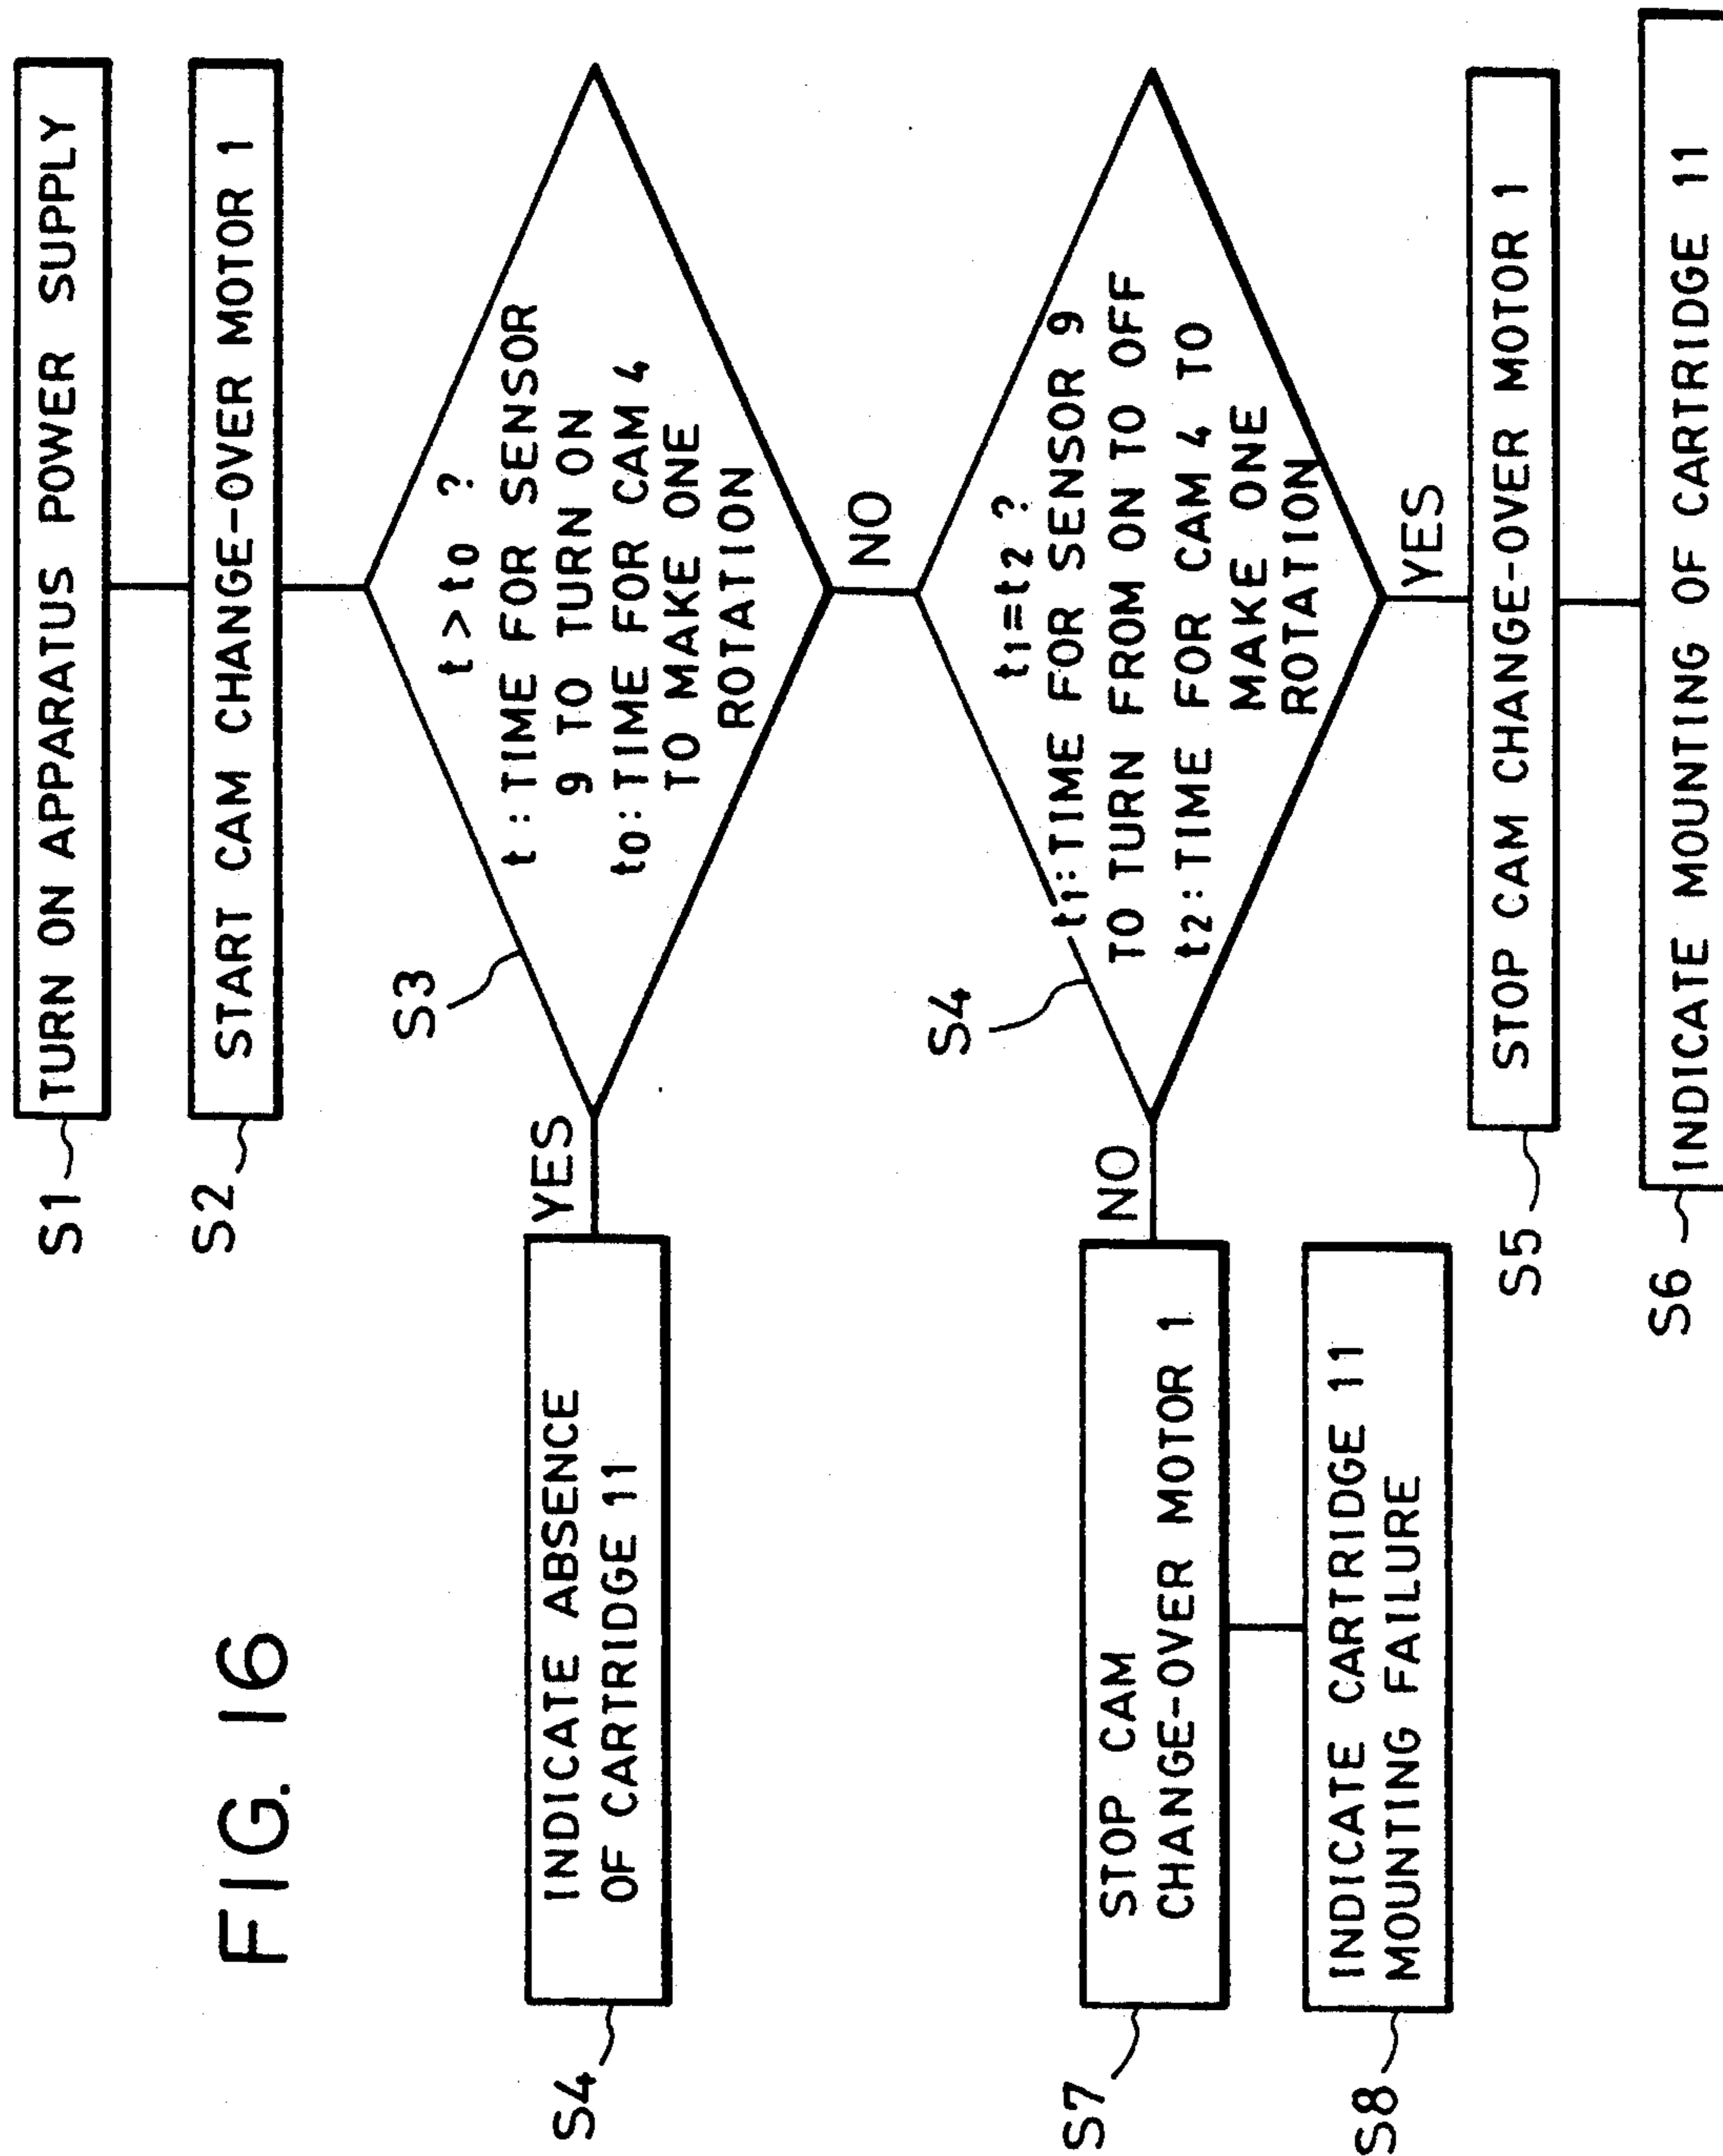 FIG. 16
S1
TURN ON APPARATUS POWER SUPPLY
S2
START CAM CHANGE-OVER MOTOR 1
S3
t > t0 ?
t : TIME FOR SENSOR
9 TO TURN ON
t0: TIME FOR CAM 4
TO MAKE ONE
ROTATION
YES
NO
S4
INDICATE ABSENCE
OF CARTRIDGE 11
S4
t1=t2 ?
t1: TIME FOR SENSOR 9
TO TURN FROM ON TO OFF
t2: TIME FOR CAM 4 TO
MAKE ONE
ROTATION
NO
YES
S7
STOP CAM
CHANGE-OVER MOTOR 1
S8
INDICATE CARTRIDGE 11
MOUNTING FAILURE
S5
STOP CAM CHANGE-OVER MOTOR 1
S6
INDICATE MOUNTING OF CARTRIDGE 11